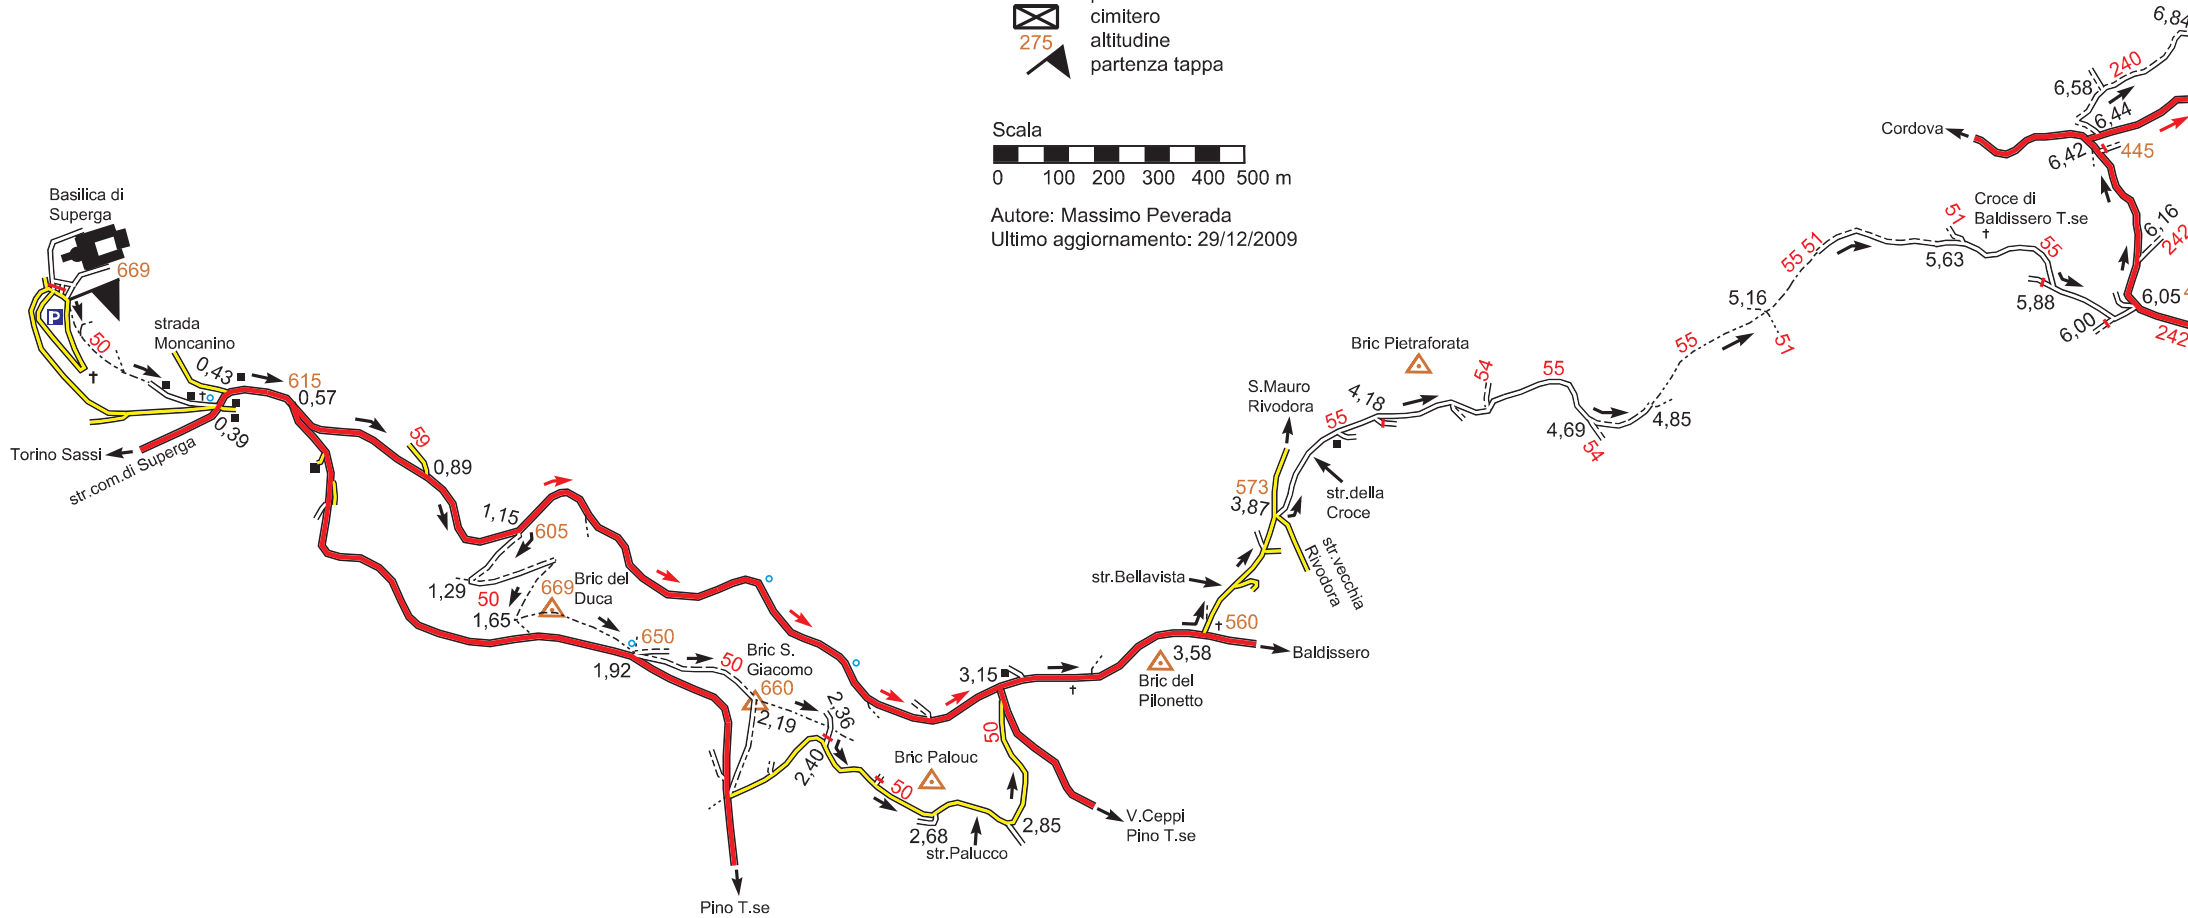 cimitero
275
altitudine
partenza tappa
Scala
0 100 200 300 400 500 m
Autore: Massimo Peverada
Ultimo aggiornamento: 29/12/2009
Basilica di
Superga
669
P
50
strada
Moncanino
0,43
615
0,57
0,39
Torino Sassi
str.com.di Superga
59
0,89
1,15
605
1,29
50
669
Bric del
Duca
1,65
650
1,92
50
Bric S.
Giacomo
660
2,19
2,36
2,40
50
Bric Palouc
2,68
str.Palucco
2,85
50
3,15
V.Ceppi
Pino T.se
Pino T.se
Bric del
Pilonetto
3,58
560
Baldissero
str.Bellavista
str.vecchia
Rivodora
573
3,87
S.Mauro
Rivodora
str.della
Croce
55
4,18
Bric Pietraforata
54
55
4,69
54
4,85
55
5,16
51
55 51
5,63
51
Croce di
Baldissero T.se
55
5,88
6,00
6,05
242
6,16
242
6,42
445
6,44
Cordova
6,58
240
6,84